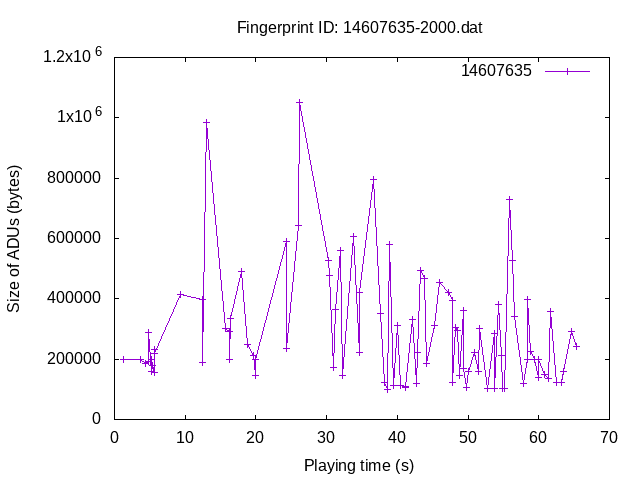 Fingerprint ID: 14607635-2000.dat
1.2x10^6
14607635
1x10^6
800000
Size of ADUs (bytes)
600000
400000
200000
0
0 10 20 30 40 50 60 70
Playing time (s)